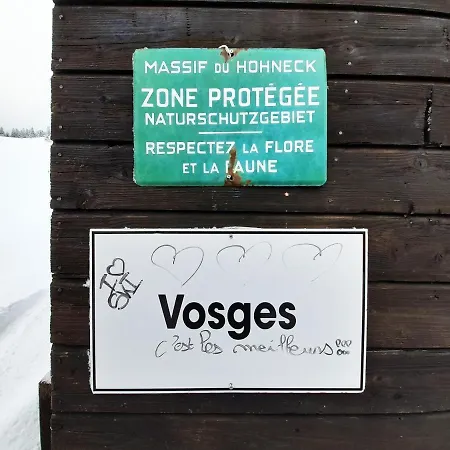 MASSIF DU HOHNECK
ZONE PROTÉGÉE
NATURSCHUTZGEBIET
RESPECTEZ LA FLORE
ET LA FAUNE
I ♡
SKI
Vosges
c'est les meilleurs!!!